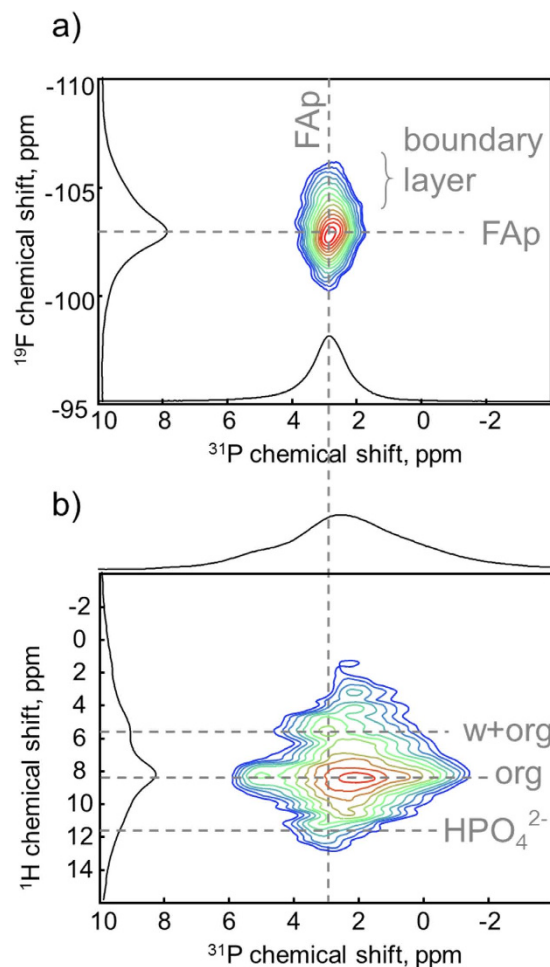 a)
-110
-105
-100
-95
¹⁹F chemical shift, ppm
FAp
boundary
layer
FAp
10 8 6 4 2 0 -2
³¹P chemical shift, ppm
b)
-2
0
2
4
6
8
10
12
14
¹H chemical shift, ppm
w+org
org
HPO₄²⁻
10 8 6 4 2 0 -2
³¹P chemical shift, ppm